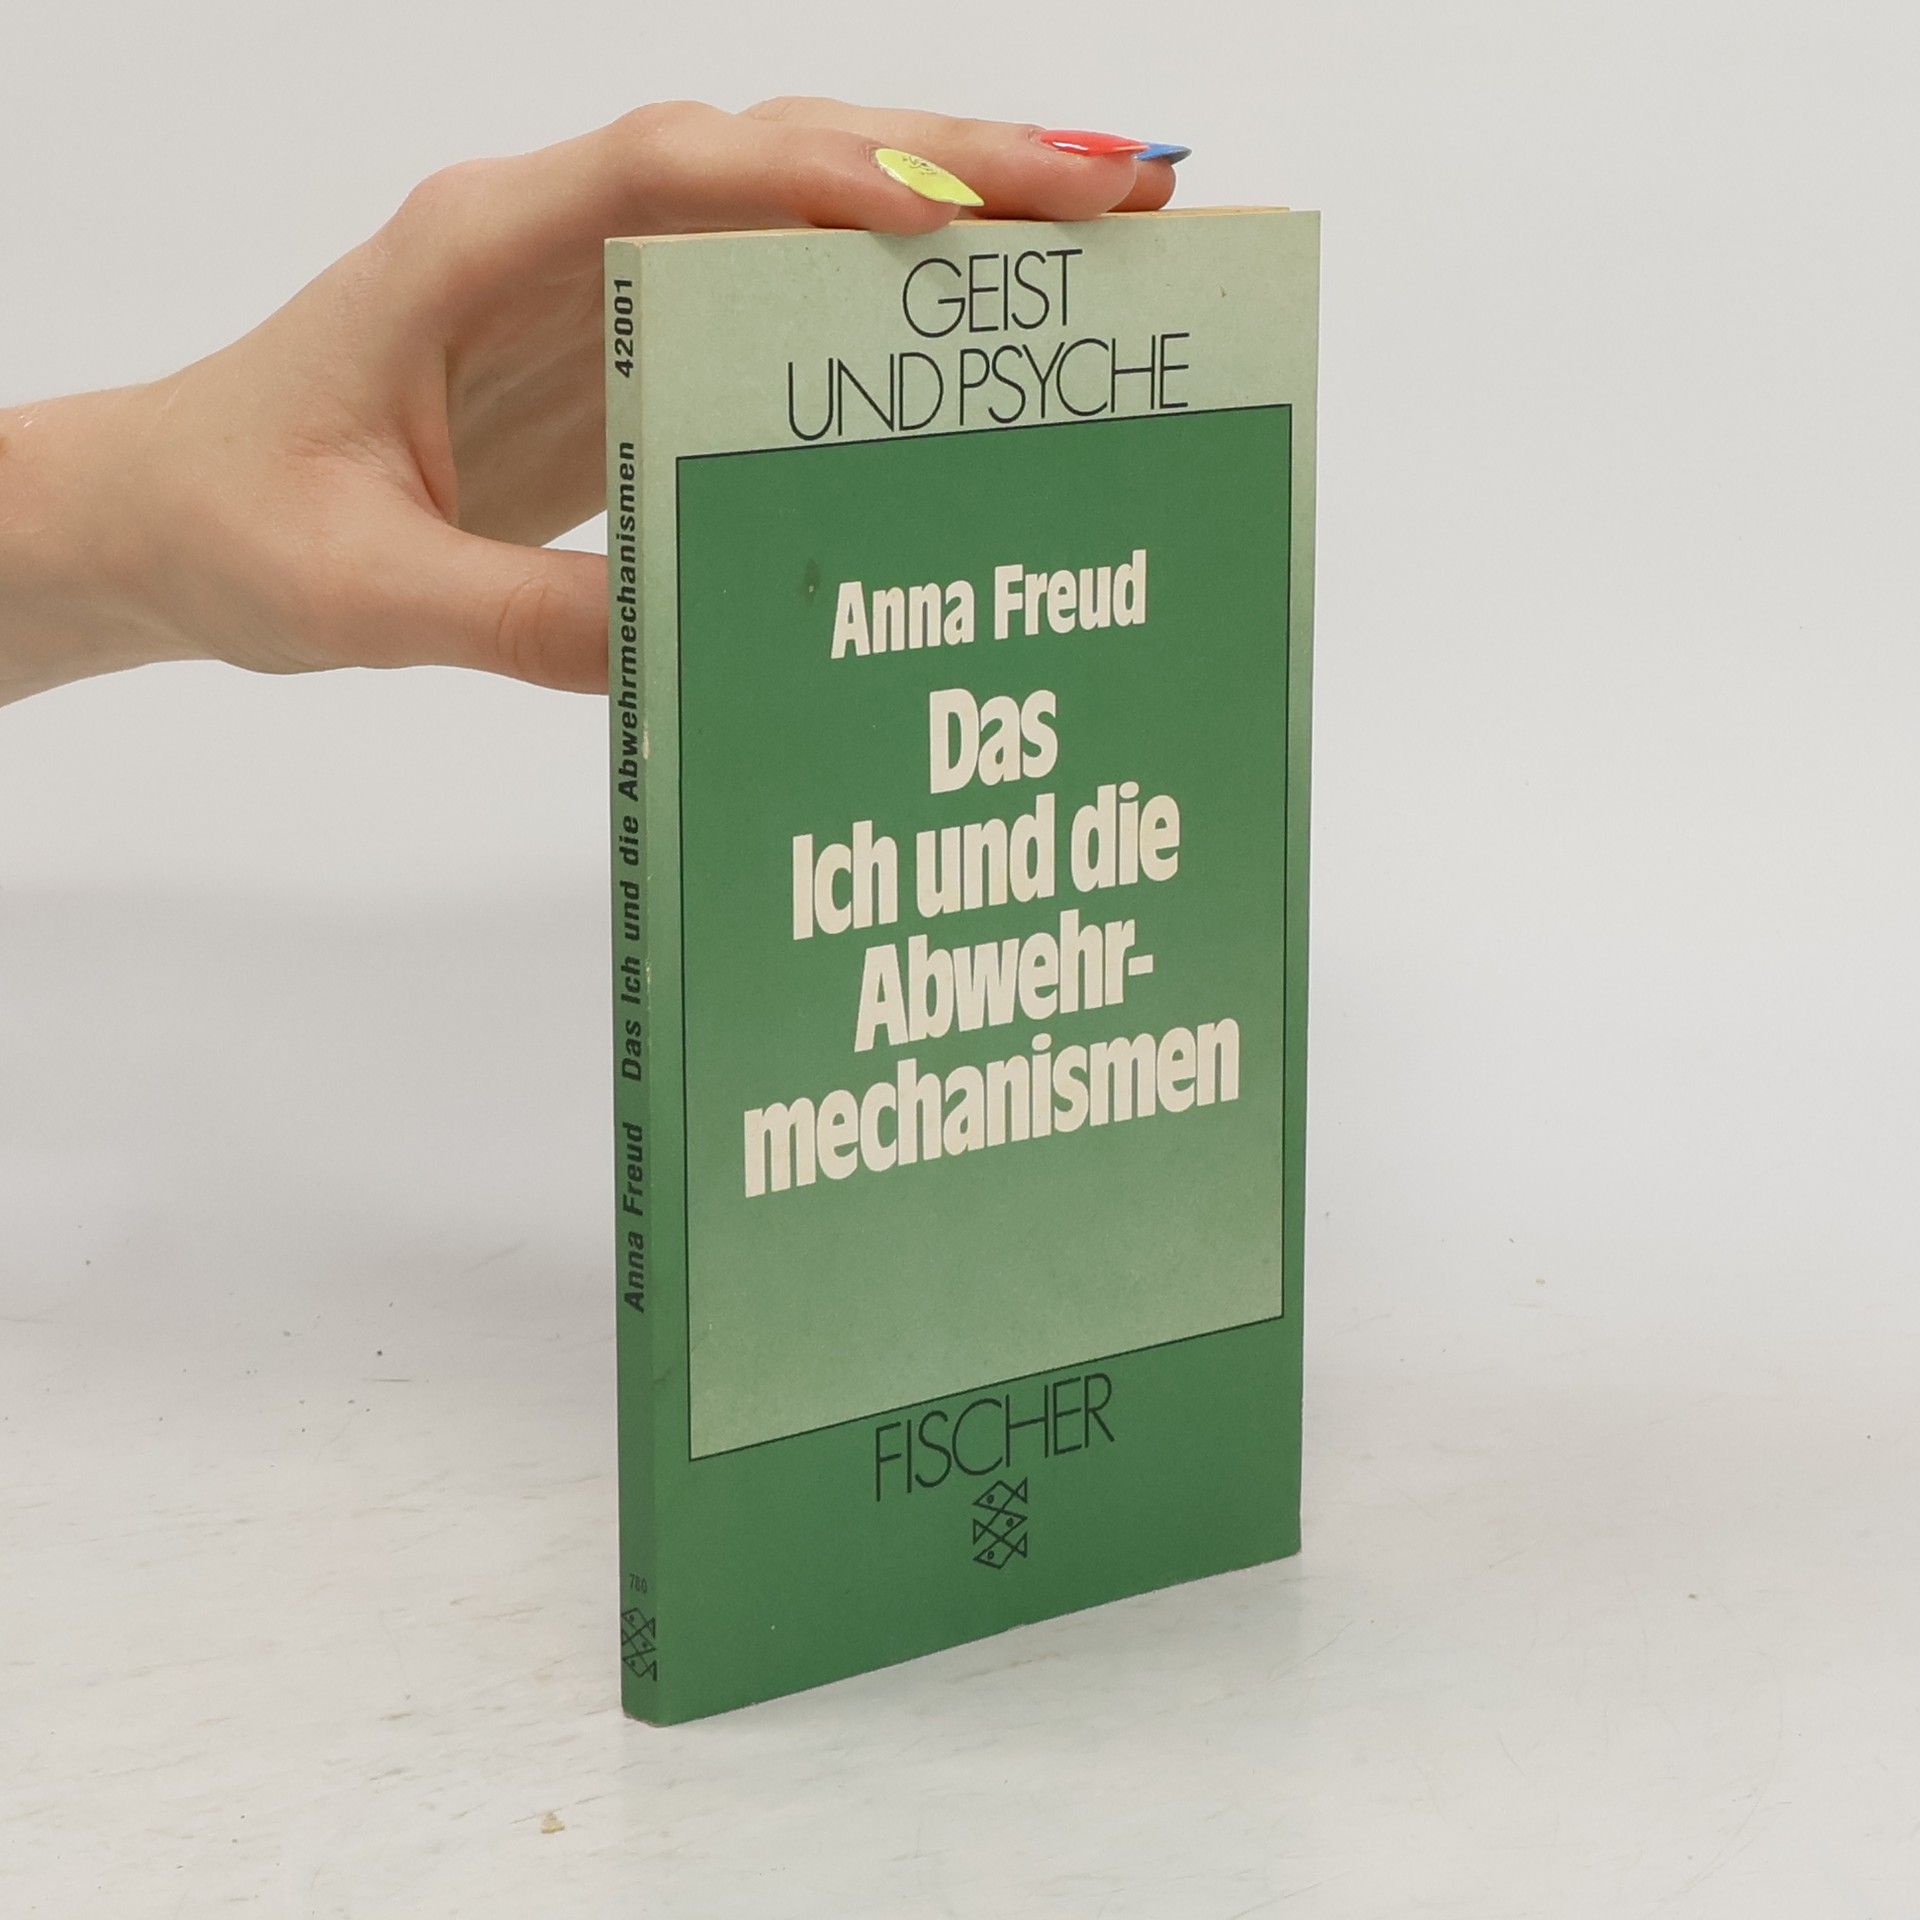 GEIST
UND PSYCHE
Anna Freud
Das
Ich und die
Abwehr-
mechanismen
FISCHER
Anna Freud Das Ich und die Abwehrmechanismen 42001
780